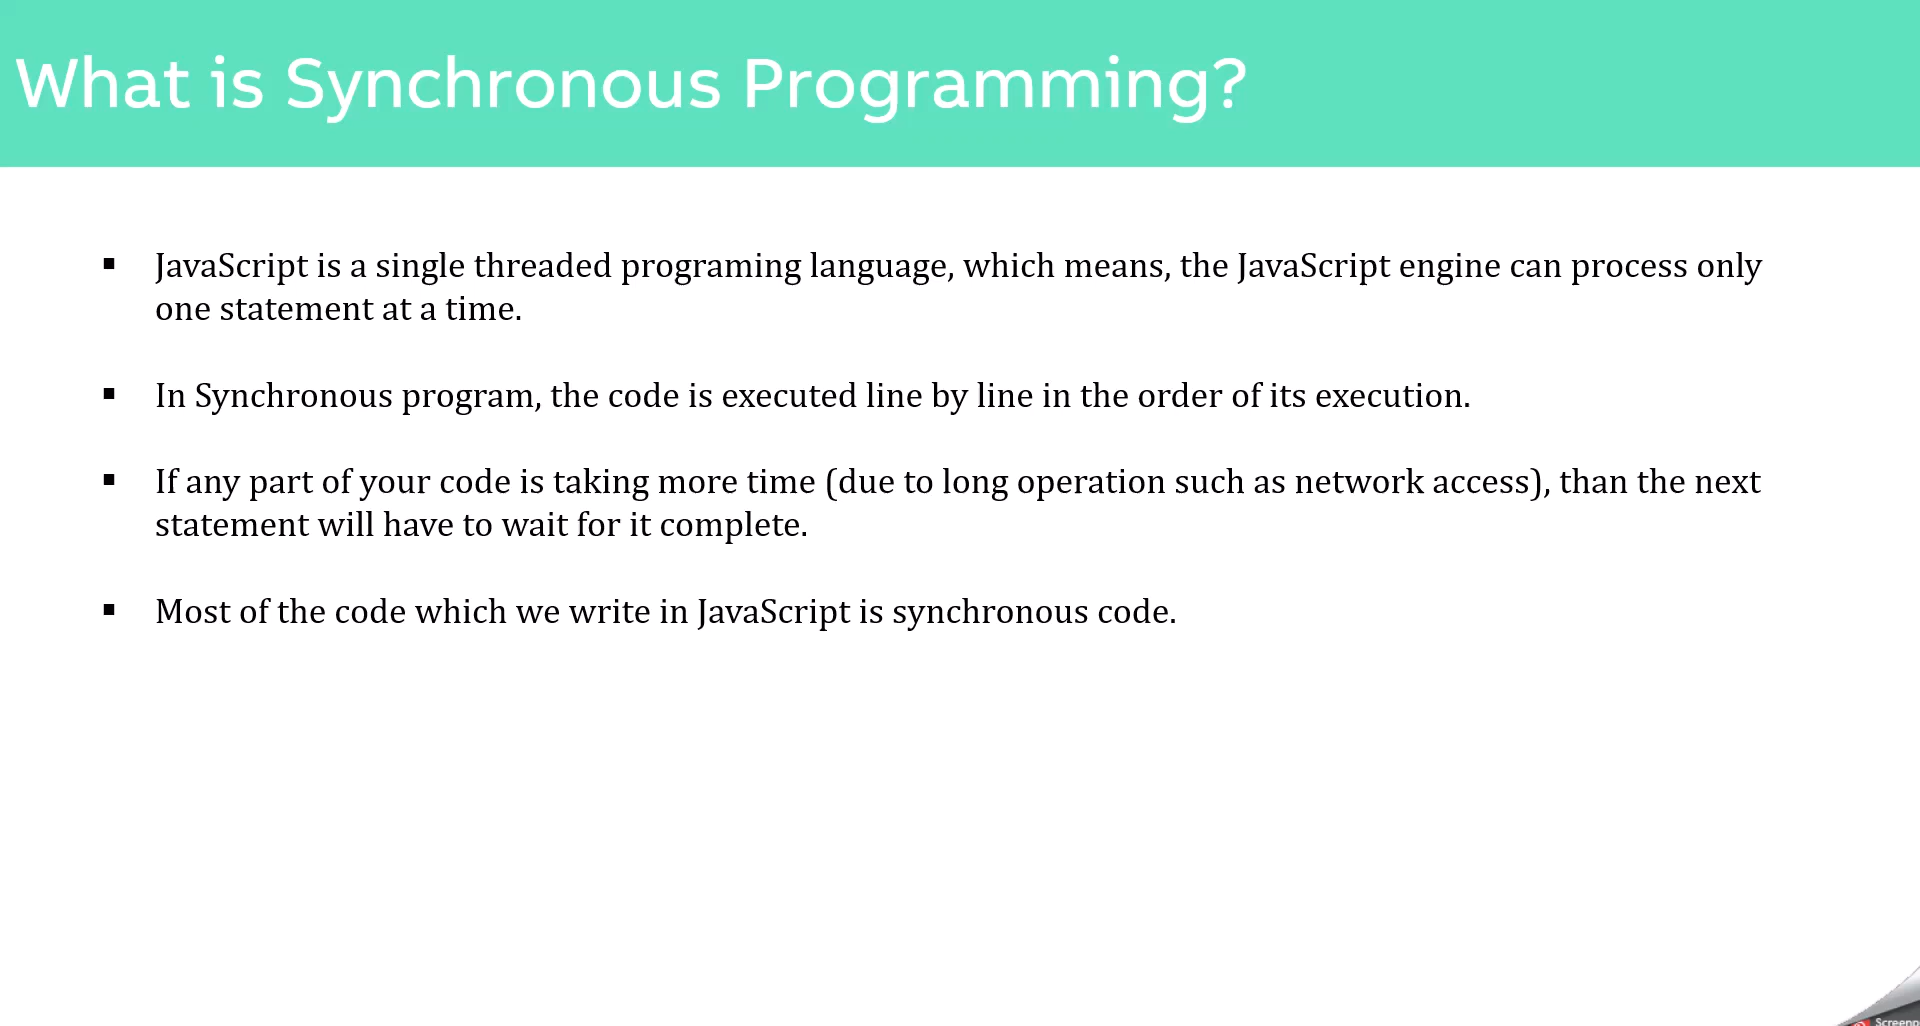 What is Synchronous Programming?
▪ JavaScript is a single threaded programing language, which means, the JavaScript engine can process only
one statement at a time.
▪ In Synchronous program, the code is executed line by line in the order of its execution.
▪ If any part of your code is taking more time (due to long operation such as network access), than the next
statement will have to wait for it complete.
▪ Most of the code which we write in JavaScript is synchronous code.